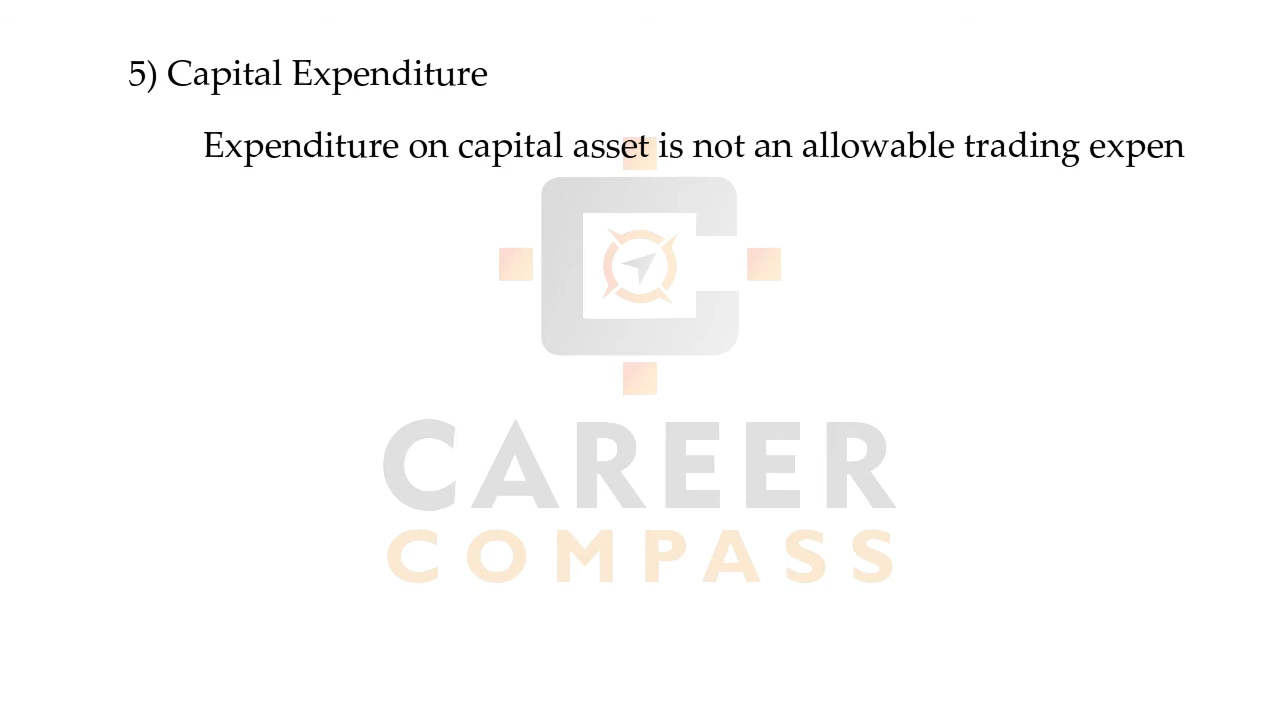 5) Capital Expenditure
Expenditure on capital asset is not an allowable trading expen
CAREER
COMPASS